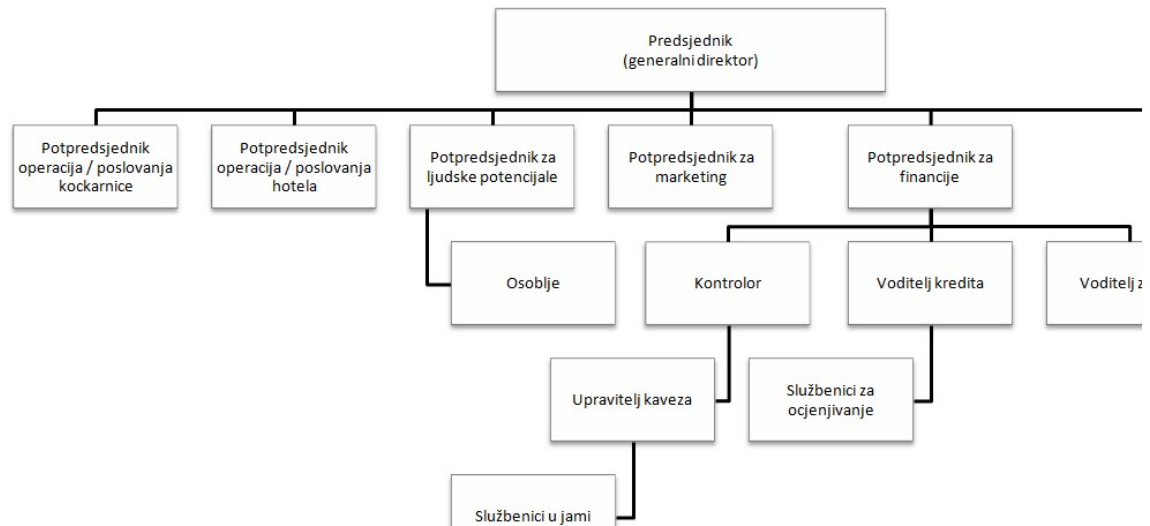 Predsjednik
(generalni direktor)
Potpredsjednik
operacija / poslovanja
kockarnice
Potpredsjednik
operacija / poslovanja
hotela
Potpredsjednik za
ljudske potencijale
Potpredsjednik za
marketing
Potpredsjednik za
financije
Osoblje
Kontrolor
Voditelj kredita
Voditelj
Upravitelj kaveza
Službenici za
ocjenjivanje
Službenici u jami